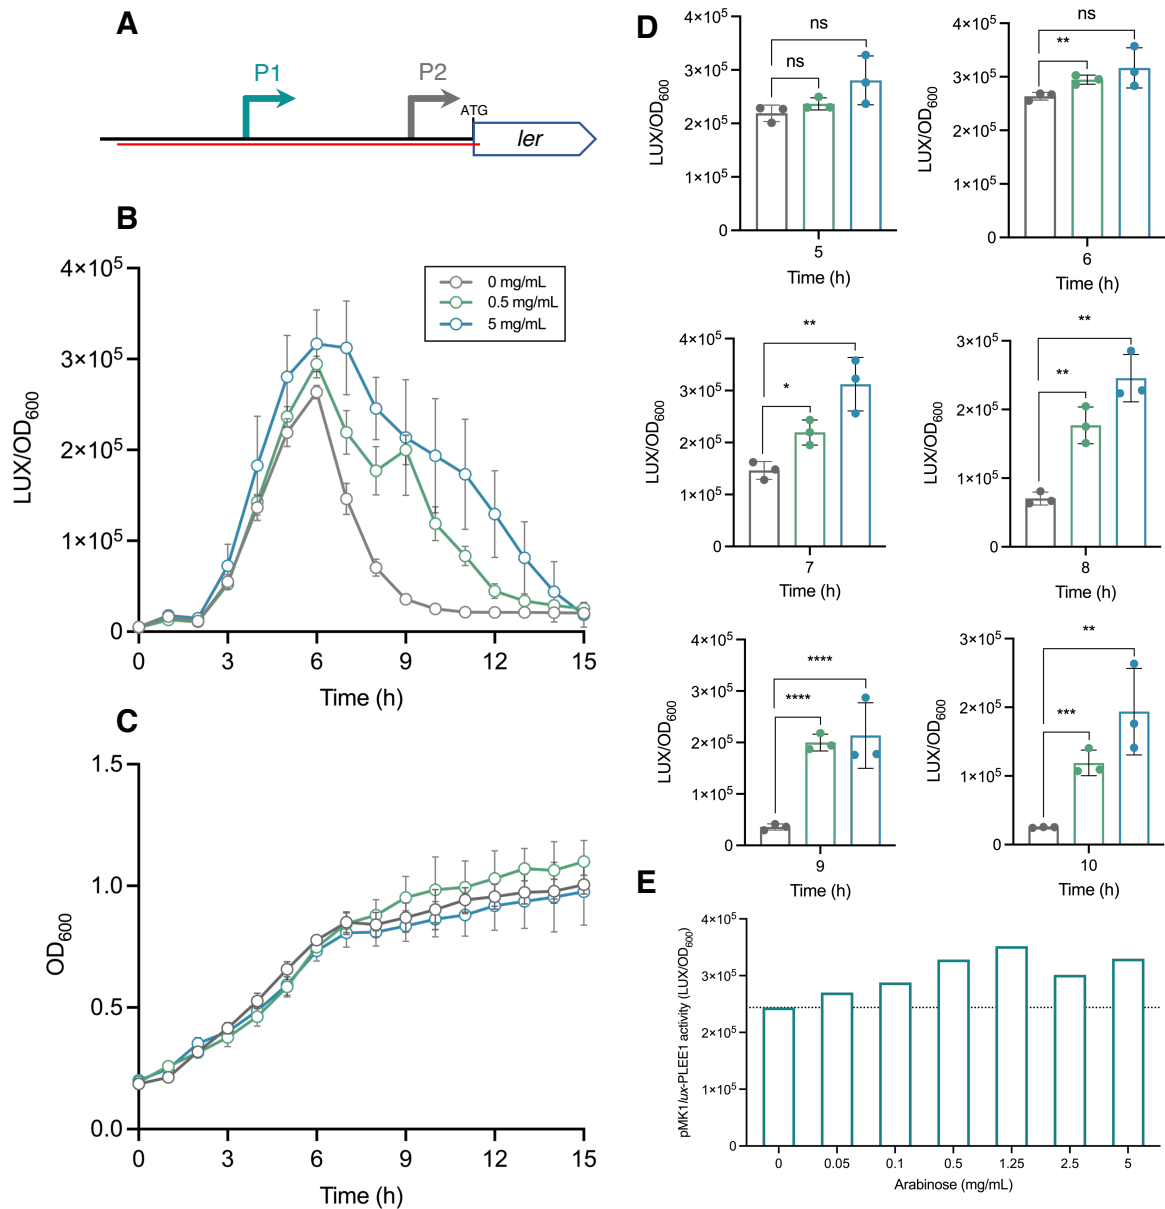 A
P1
P2
ATG
ler
B
4×10⁵
3×10⁵
2×10⁵
1×10⁵
0
LUX/OD₆₀₀
0 mg/mL
0.5 mg/mL
5 mg/mL
0 3 6 9 12 15
Time (h)
C
1.5
1.0
0.5
0.0
OD₆₀₀
0 3 6 9 12 15
Time (h)
D
4×10⁵
3×10⁵
2×10⁵
1×10⁵
0
LUX/OD₆₀₀
ns
ns
5
Time (h)
4×10⁵
3×10⁵
2×10⁵
1×10⁵
0
LUX/OD₆₀₀
ns
**
6
Time (h)
4×10⁵
3×10⁵
2×10⁵
1×10⁵
0
LUX/OD₆₀₀
**
*
7
Time (h)
3×10⁵
2×10⁵
1×10⁵
0
LUX/OD₆₀₀
**
**
8
Time (h)
4×10⁵
3×10⁵
2×10⁵
1×10⁵
0
LUX/OD₆₀₀
****
****
9
Time (h)
3×10⁵
2×10⁵
1×10⁵
0
LUX/OD₆₀₀
**
***
10
Time (h)
E
4×10⁵
3×10⁵
2×10⁵
1×10⁵
0
pMK1lux-PLEE1 activity (LUX/OD₆₀₀)
0 0.05 0.1 0.5 1.25 2.5 5
Arabinose (mg/mL)